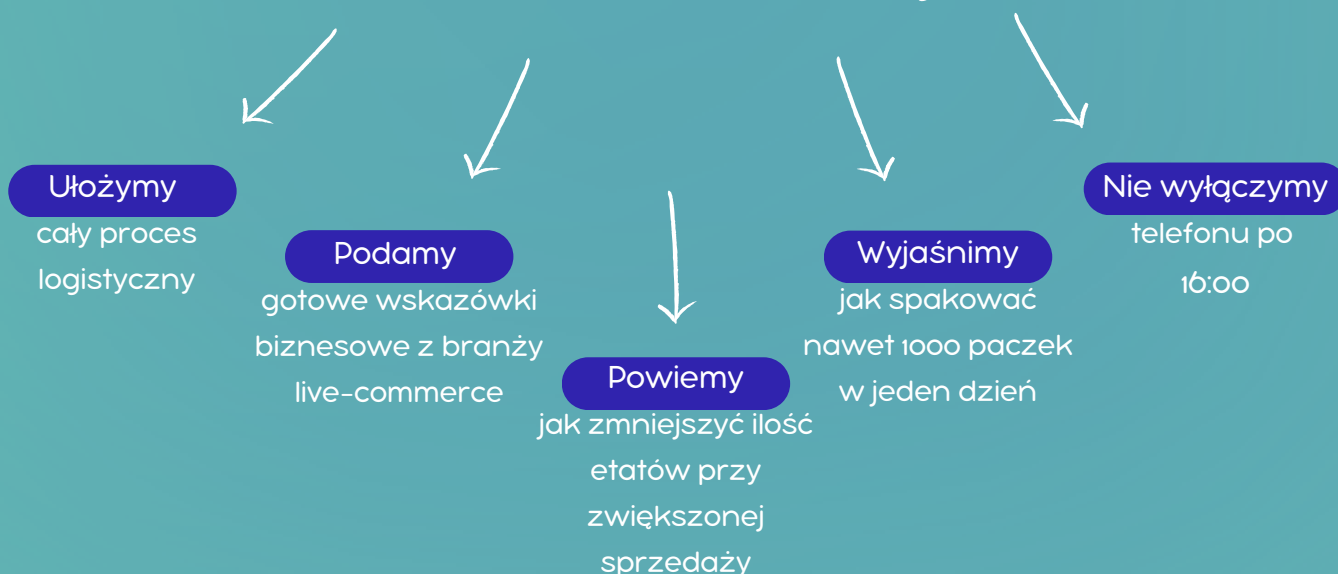 Ułożymy
cały proces
logistyczny
Podamy
gotowe wskazówki
biznesowe z branży
live-commerce
Powiemy
jak zmniejszyć ilość
etatów przy
zwiększonej
sprzedaży
Wyjaśnimy
jak spakować
nawet 1000 paczek
w jeden dzień
Nie wyłączymy
telefonu po
16:00